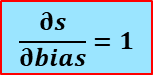 ∂s/∂bias = 1